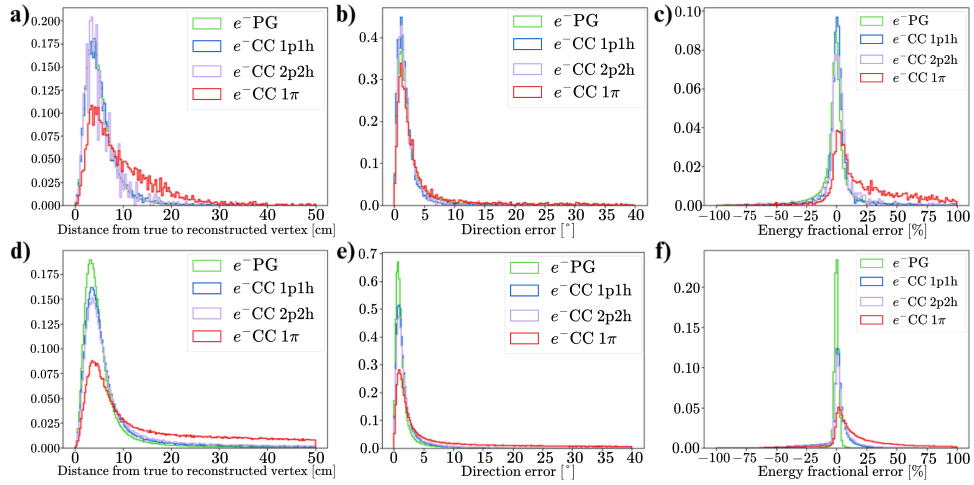 a)
0.200
0.175
0.150
0.125
0.100
0.075
0.050
0.025
0.000
0 10 20 30 40 50
Distance from true to reconstructed vertex [cm]
e⁻PG
e⁻CC 1p1h
e⁻CC 2p2h
e⁻CC 1π
b)
0.4
0.3
0.2
0.1
0.0
0 5 10 15 20 25 30 35 40
Direction error [°]
e⁻PG
e⁻CC 1p1h
e⁻CC 2p2h
e⁻CC 1π
c)
0.10
0.08
0.06
0.04
0.02
0.00
−100 −75 −50 −25 0 25 50 75 100
Energy fractional error [%]
e⁻PG
e⁻CC 1p1h
e⁻CC 2p2h
e⁻CC 1π
d)
0.175
0.150
0.125
0.100
0.075
0.050
0.025
0.000
0 10 20 30 40 50
Distance from true to reconstructed vertex [cm]
e⁻PG
e⁻CC 1p1h
e⁻CC 2p2h
e⁻CC 1π
e)
0.7
0.6
0.5
0.4
0.3
0.2
0.1
0.0
0 5 10 15 20 25 30 35 40
Direction error [°]
e⁻PG
e⁻CC 1p1h
e⁻CC 2p2h
e⁻CC 1π
f)
0.20
0.15
0.10
0.05
0.00
−100 −75 −50 −25 0 25 50 75 100
Energy fractional error [%]
e⁻PG
e⁻CC 1p1h
e⁻CC 2p2h
e⁻CC 1π